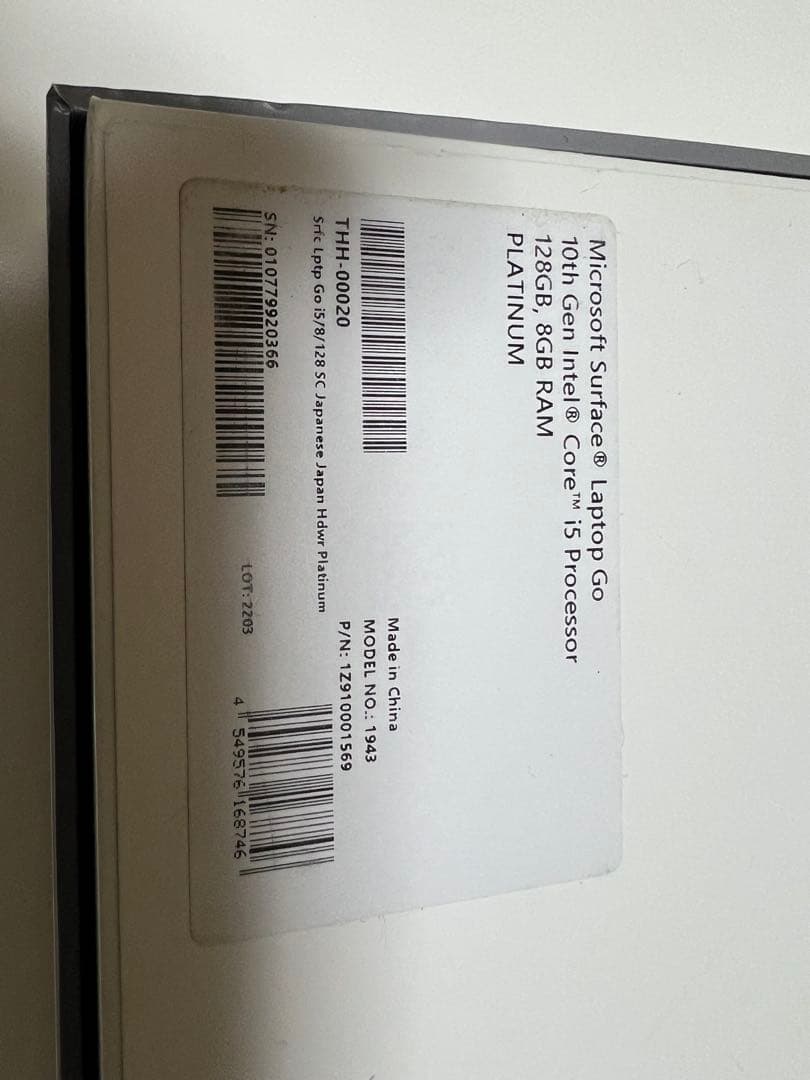 Microsoft Surface® Laptop Go
10th Gen Intel® Core™ i5 Processor
128GB, 8GB RAM
PLATINUM
THH-00020
Srfc Lptp Go i5/8/128 SC Japanese Japan Hdwr Platinum
SN: 010779920366
LOT: 2203
Made in China
MODEL NO.: 1943
P/N: 1Z910001569
4 549576 168746